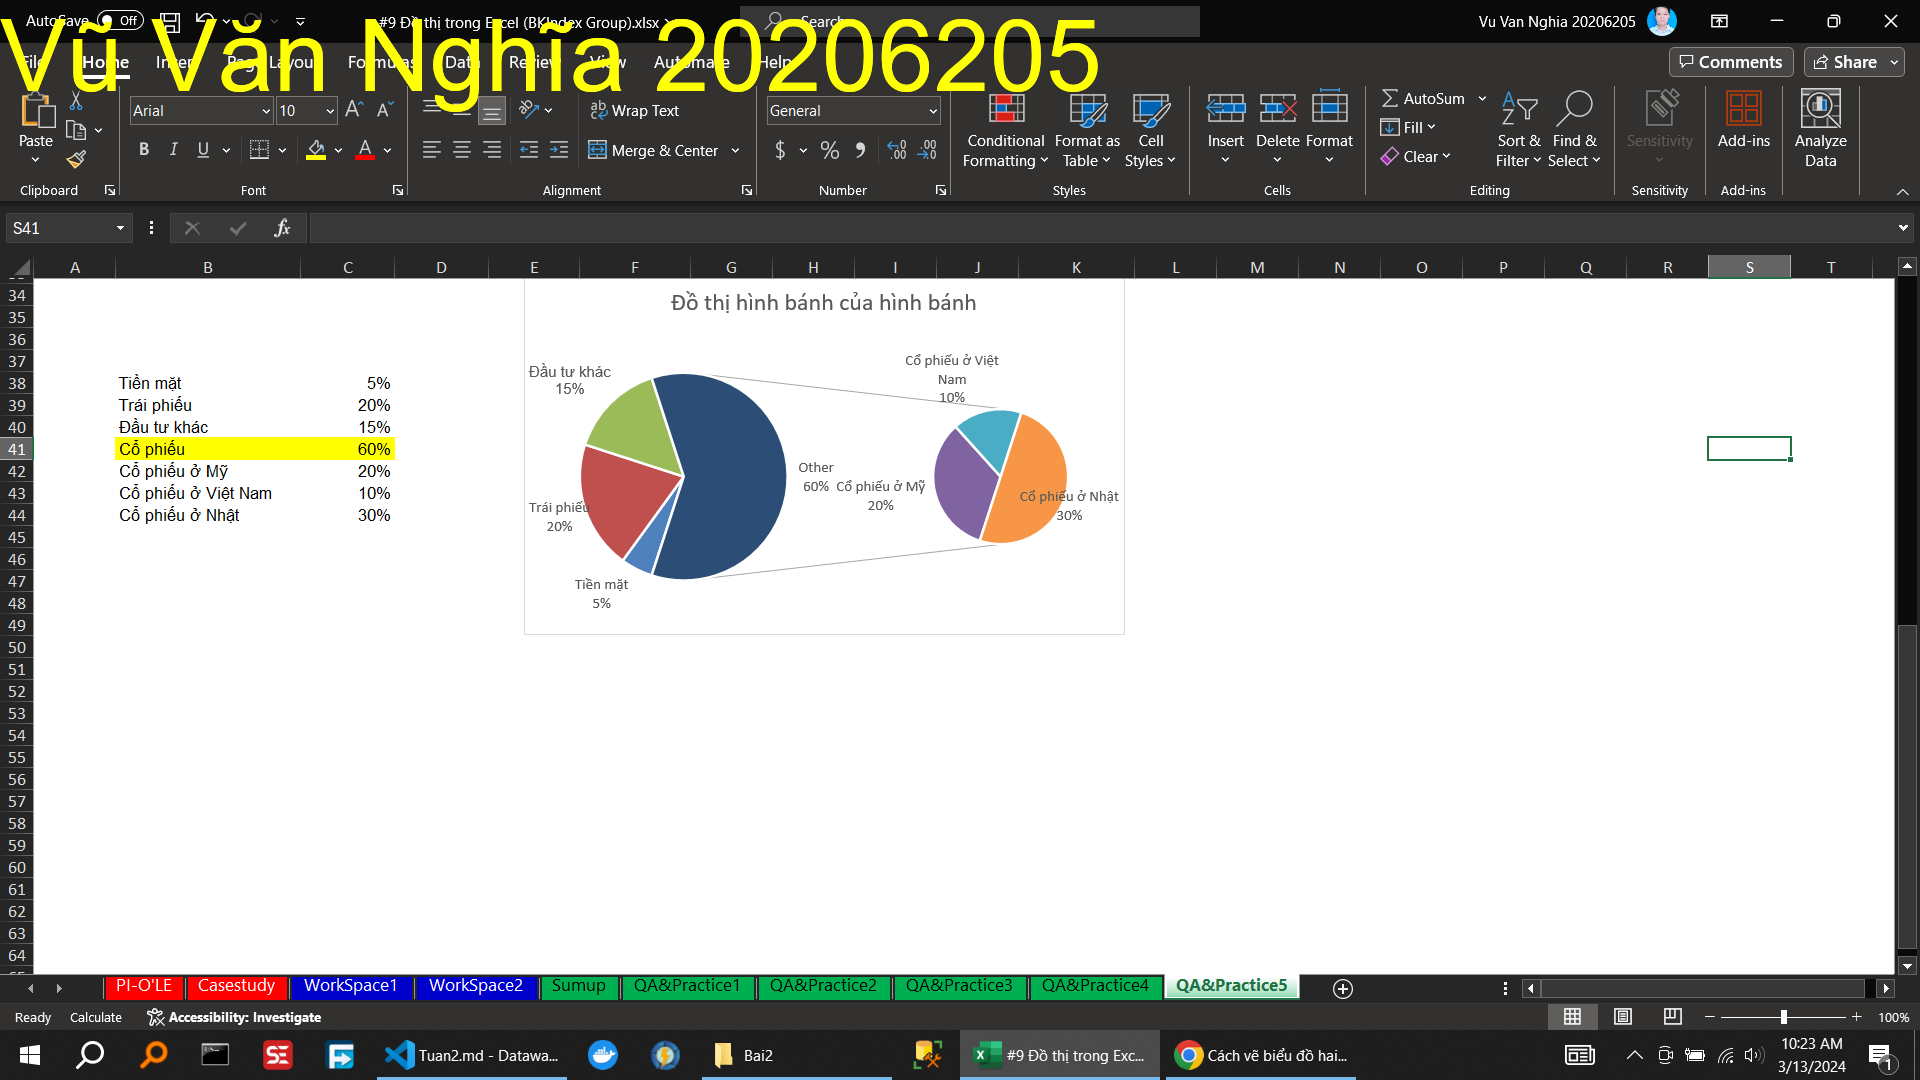 AutoSave Off #9 Đồ thị trong Excel (BKIndex Group).xlsx Search Vu Van Nghia 20206205
Vũ Văn Nghĩa 20206205
File Home Insert Page Layout Formulas Data Review View Automate Help Comments Share
Paste Arial 10 Wrap Text General Conditional Formatting Format as Table Cell Styles Insert Delete Format AutoSum Fill Clear Sort & Filter Find & Select Sensitivity Add-ins Analyze Data
B I U Merge & Center $ % 9
Clipboard Font Alignment Number Styles Cells Editing Sensitivity Add-ins
S41 fx
A B C D E F G H I J K L M N O P Q R S T
34
35
36
37
38 Tiền mặt 5%
39 Trái phiếu 20%
40 Đầu tư khác 15%
41 Cổ phiếu 60%
42 Cổ phiếu ở Mỹ 20%
43 Cổ phiếu ở Việt Nam 10%
44 Cổ phiếu ở Nhật 30%
45
46
47
48
49
50
51
52
53
54
55
56
57
58
59
60
61
62
63
64
Đồ thị hình bánh của hình bánh
Đầu tư khác
15%
Trái phiếu
20%
Tiền mặt
5%
Other
60%
Cổ phiếu ở Việt
Nam
10%
Cổ phiếu ở Mỹ
20%
Cổ phiếu ở Nhật
30%
PI-O'LE Casestudy WorkSpace1 WorkSpace2 Sumup QA&Practice1 QA&Practice2 QA&Practice3 QA&Practice4 QA&Practice5
Ready Calculate Accessibility: Investigate 100%
SE Tuan2.md - Datawa... Bai2 #9 Đồ thị trong Exc... Cách vẽ biểu đồ hai... 10:23 AM
3/13/2024 1